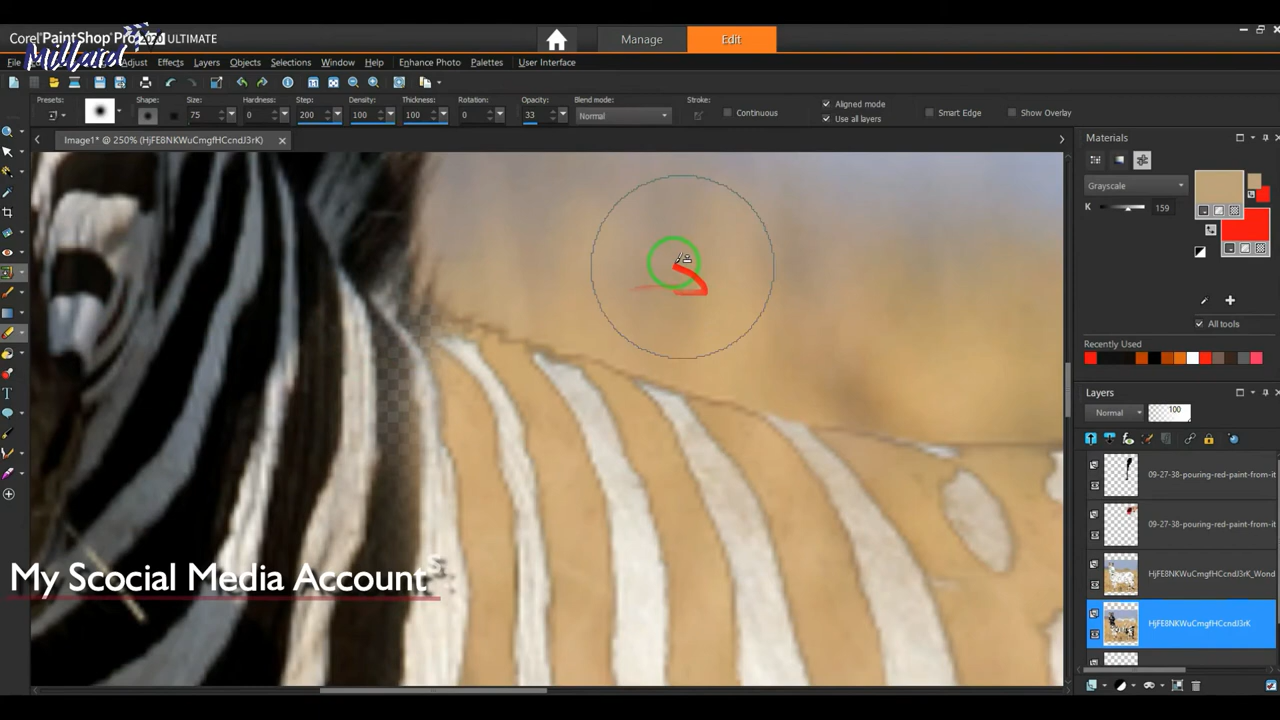 Corel PaintShop Pro 2020 ULTIMATE
Millard
Manage
Edit
File
Adjust Effects Layers Objects Selections Window Help Enhance Photo Palettes User Interface
Presets: Shape: Size: Hardness: Step: Density: Thickness: Rotation: Opacity: Blend mode: Stroke:
75 0 200 100 100 0 33 Normal Continuous
Aligned mode
Use all layers
Smart Edge
Show Overlay
Image1* @ 250% (HjFE8NKWuCmgfHCcndJ3rK)
Materials
Grayscale
K 159
All tools
Recently Used
Layers
Normal 100
09-27-38-pouring-red-paint-from-it
09-27-38-pouring-red-paint-from-it
HjFE8NKWuCmgfHCcndJ3rK_Wond
HjFE8NKWuCmgfHCcndJ3rK
My Scocial Media Accounts